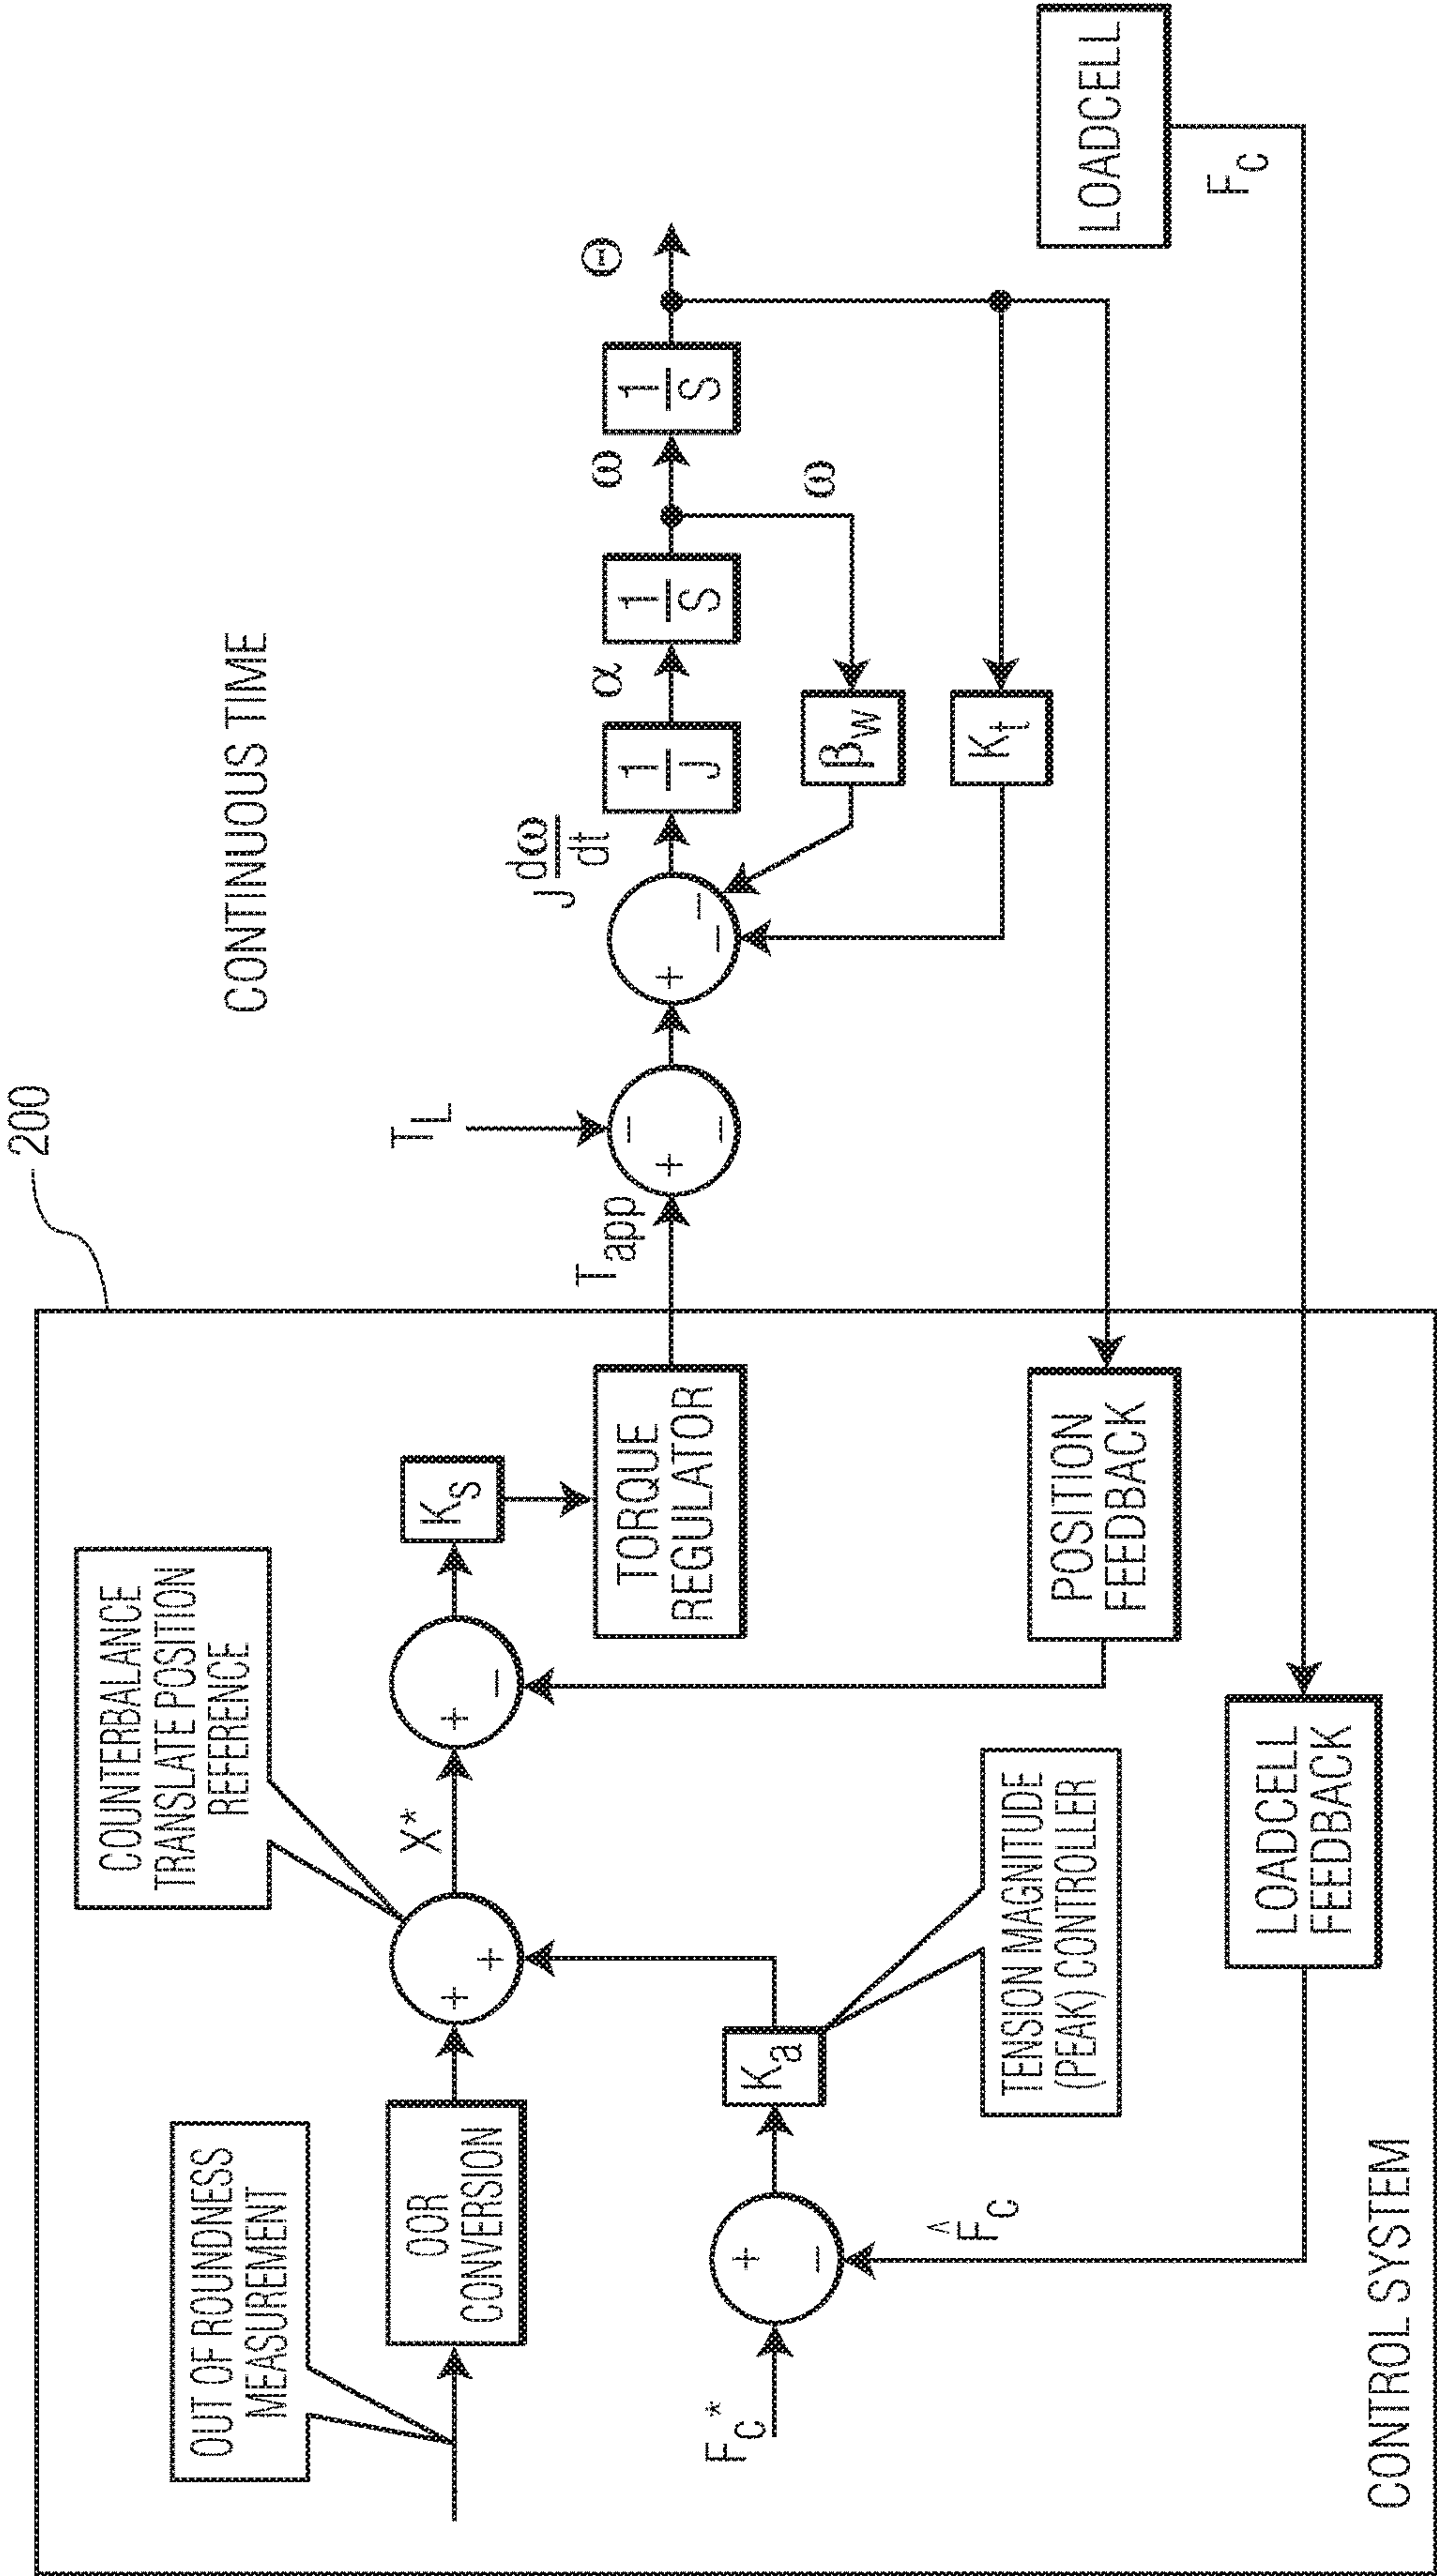 200
CONTINUOUS TIME
OUT OF ROUNDNESS
MEASUREMENT
COUNTERBALANCE
TRANSLATE POSITION
REFERENCE
OOR
CONVERSION
+
+
X*
+
−
K_s
TORQUE
REGULATOR
T_app
T_L
+
−
−
+
−
−
J dω/dt
1/J
α
1/S
ω
1/S
Θ
ω
β_w
K_t
F_c*
+
−
F̂_c
K_a
TENSION MAGNITUDE
(PEAK) CONTROLLER
POSITION
FEEDBACK
LOADCELL
FEEDBACK
LOADCELL
F_c
CONTROL SYSTEM